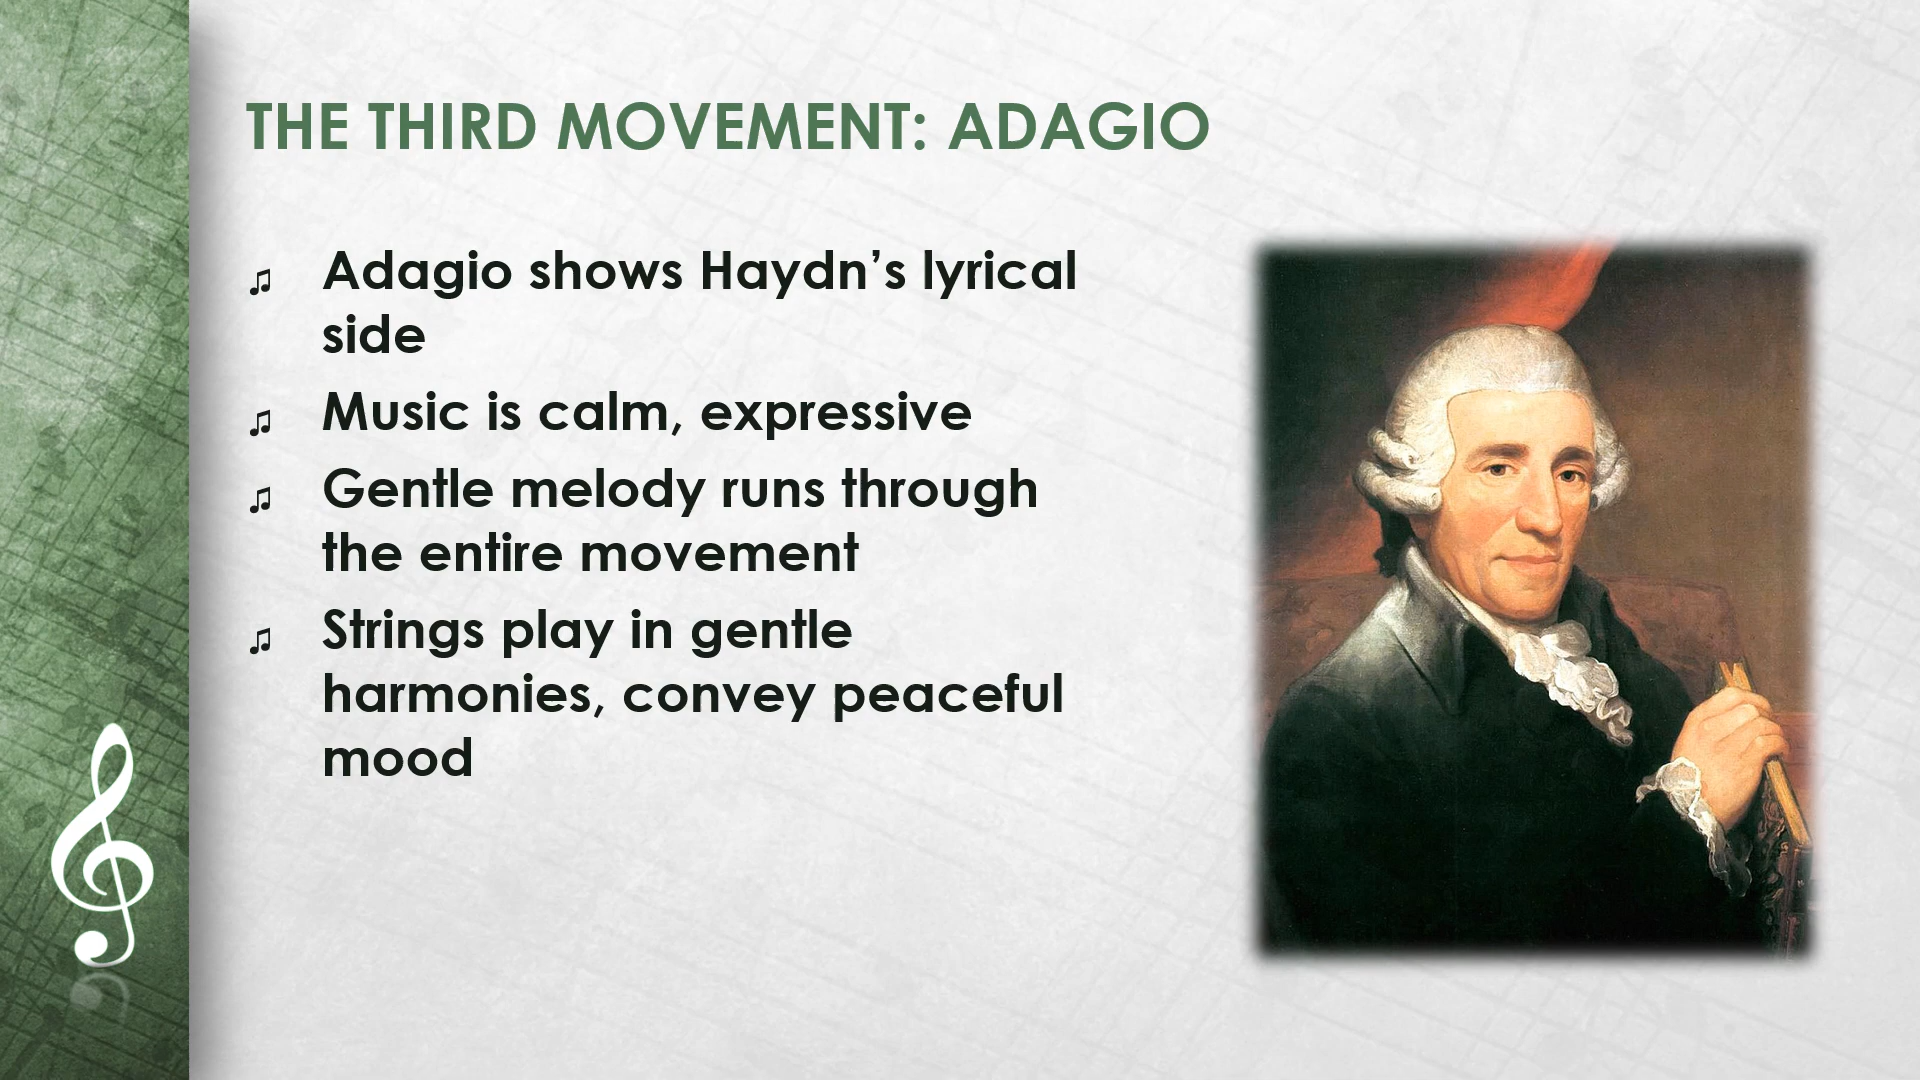 THE THIRD MOVEMENT: ADAGIO
♫ Adagio shows Haydn’s lyrical
side
♫ Music is calm, expressive
♫ Gentle melody runs through
the entire movement
♫ Strings play in gentle
harmonies, convey peaceful
mood